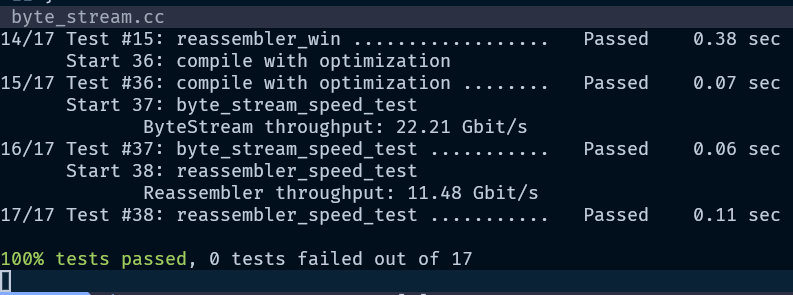 byte_stream.cc
14/17 Test #15: reassembler_win ..................   Passed    0.38 sec
      Start 36: compile with optimization
15/17 Test #36: compile with optimization ........   Passed    0.07 sec
      Start 37: byte_stream_speed_test
             ByteStream throughput: 22.21 Gbit/s
16/17 Test #37: byte_stream_speed_test ...........   Passed    0.06 sec
      Start 38: reassembler_speed_test
             Reassembler throughput: 11.48 Gbit/s
17/17 Test #38: reassembler_speed_test ...........   Passed    0.11 sec
100% tests passed, 0 tests failed out of 17